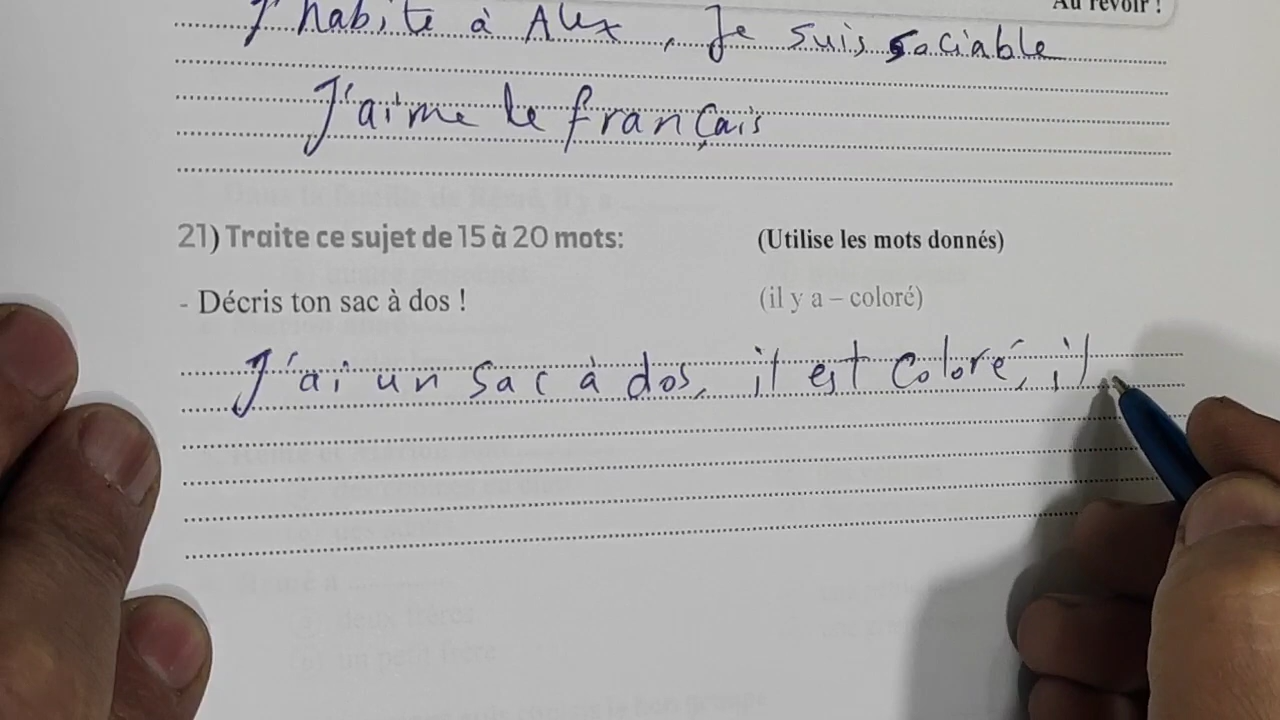 Au revoir !
J'habite à Alex, Je suis sociable
J'aime le français
21) Traite ce sujet de 15 à 20 mots: (Utilise les mots donnés)
- Décris ton sac à dos ! (il y a – coloré)
J'ai un sac à dos, il est coloré, il